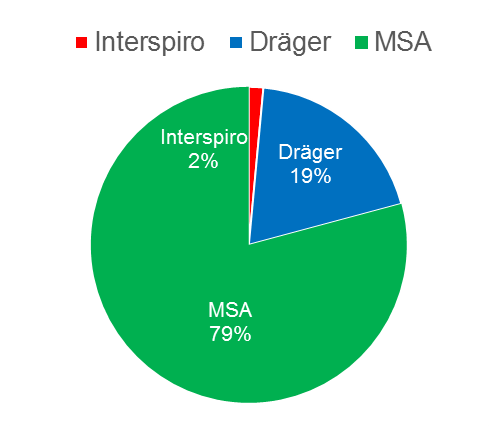 Interspiro Dräger MSA
Interspiro
2%
Dräger
19%
MSA
79%